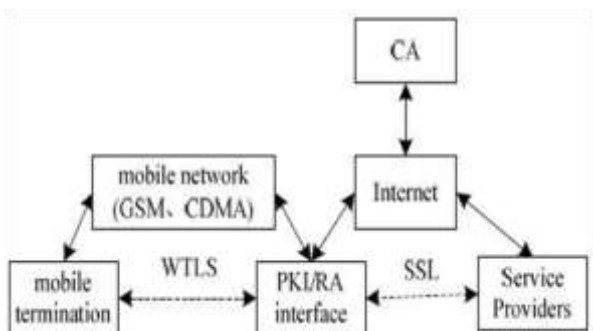 CA
mobile network
(GSM、CDMA)
Internet
mobile
termination
WTLS
PKI/RA
interface
SSL
Service
Providers